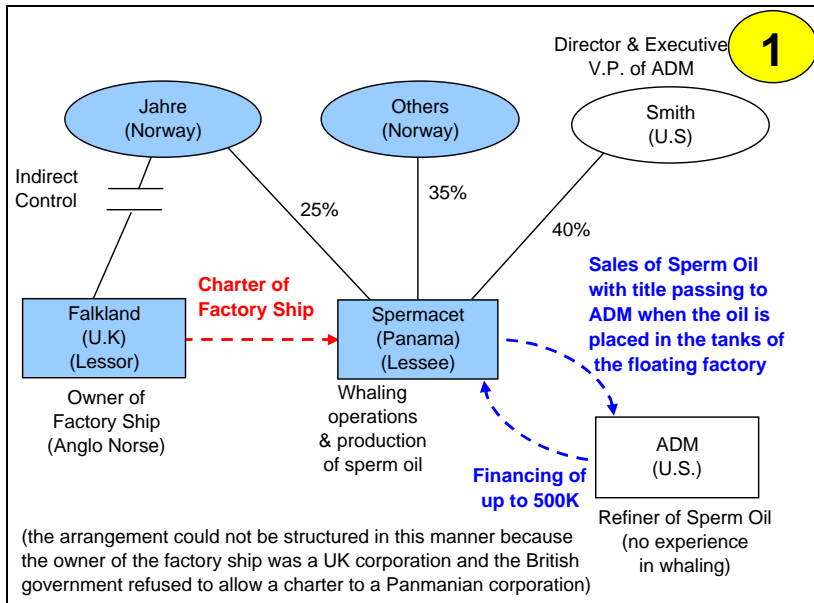 Director & Executive
V.P. of ADM
1
Jahre
(Norway)
Others
(Norway)
Smith
(U.S)
Indirect
Control
25%
35%
40%
Charter of
Factory Ship
Sales of Sperm Oil
with title passing to
ADM when the oil is
placed in the tanks of
the floating factory
Falkland
(U.K)
(Lessor)
Spermacet
(Panama)
(Lessee)
Owner of
Factory Ship
(Anglo Norse)
Whaling
operations
& production
of sperm oil
ADM
(U.S.)
Financing of
up to 500K
Refiner of Sperm Oil
(no experience
in whaling)
(the arrangement could not be structured in this manner because
the owner of the factory ship was a UK corporation and the British
government refused to allow a charter to a Panmanian corporation)